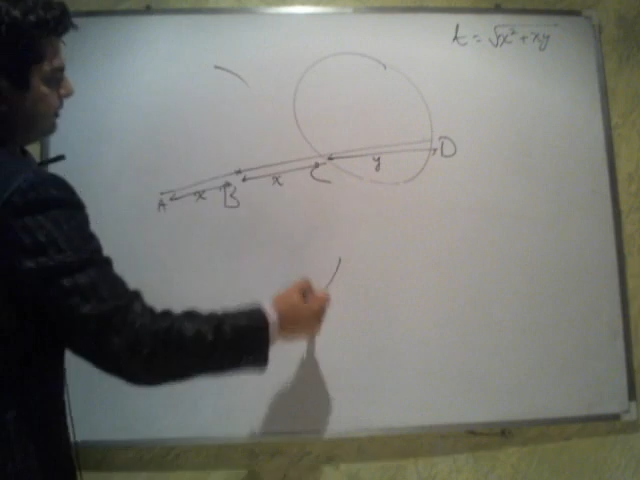 t = √x² + xy
A x B x C y D